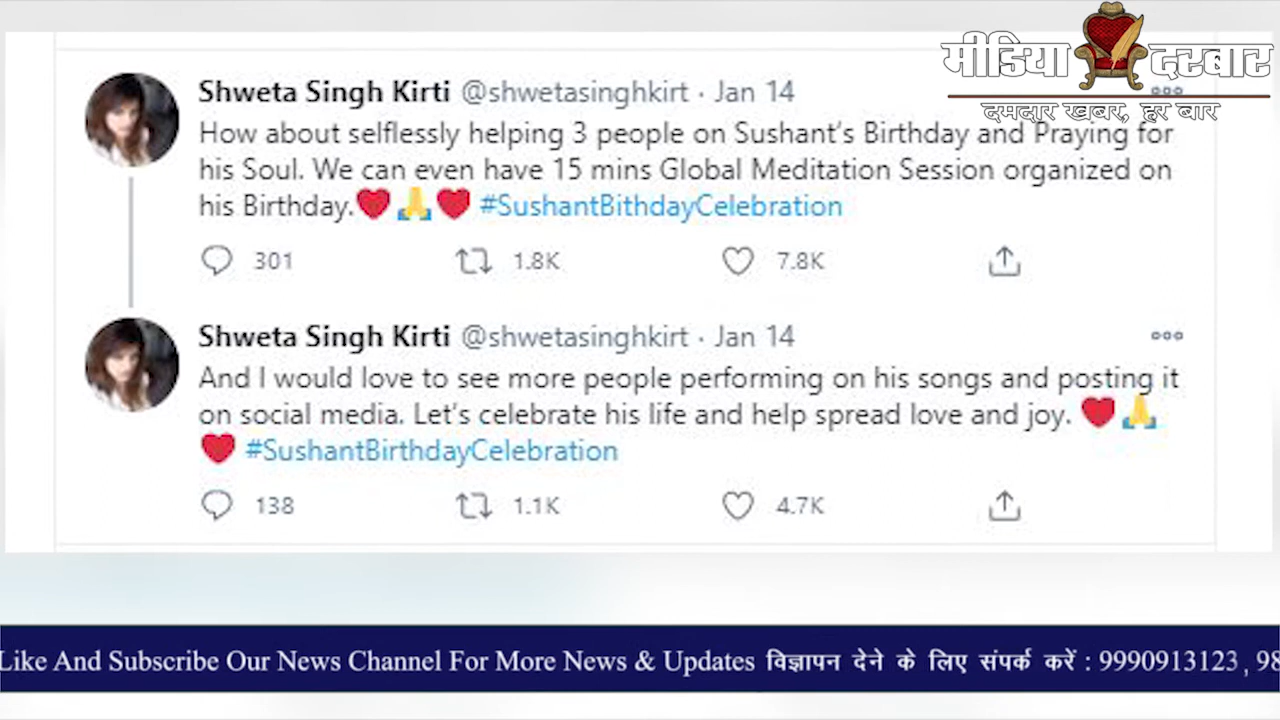 मीडिया दरबार
दमदार खबर, हर बार
Shweta Singh Kirti @shwetasinghkirt · Jan 14
How about selflessly helping 3 people on Sushant's Birthday and Praying for
his Soul. We can even have 15 mins Global Meditation Session organized on
his Birthday.❤️🙏❤️ #SushantBithdayCelebration
301 1.8K 7.8K
Shweta Singh Kirti @shwetasinghkirt · Jan 14
And I would love to see more people performing on his songs and posting it
on social media. Let's celebrate his life and help spread love and joy. ❤️🙏
❤️ #SushantBirthdayCelebration
138 1.1K 4.7K
Like And Subscribe Our News Channel For More News & Updates विज्ञापन देने के लिए संपर्क करें : 9990913123 , 98